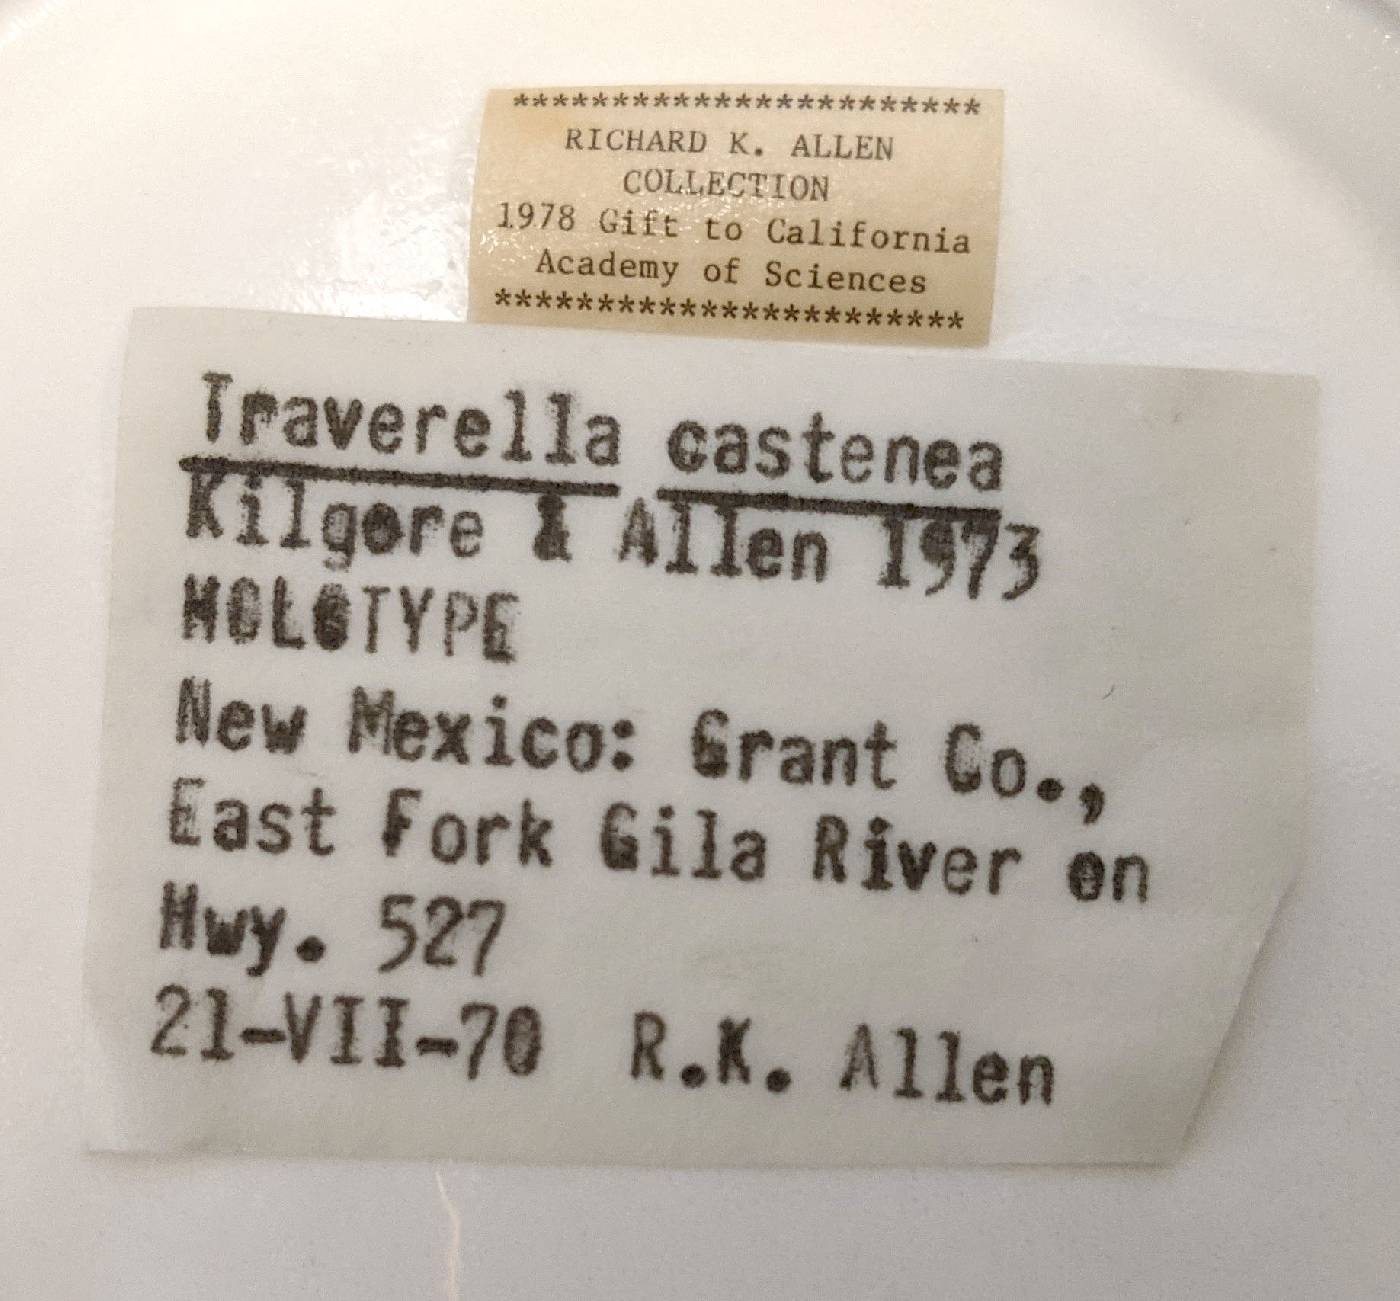 ***********************
RICHARD K. ALLEN
COLLECTION
1978 Gift to California
Academy of Sciences
***********************
Traverella castenea
Kilgore & Allen 1973
HOLOTYPE
New Mexico: Grant Co.,
East Fork Gila River on
Hwy. 527
21-VII-70 R.K. Allen